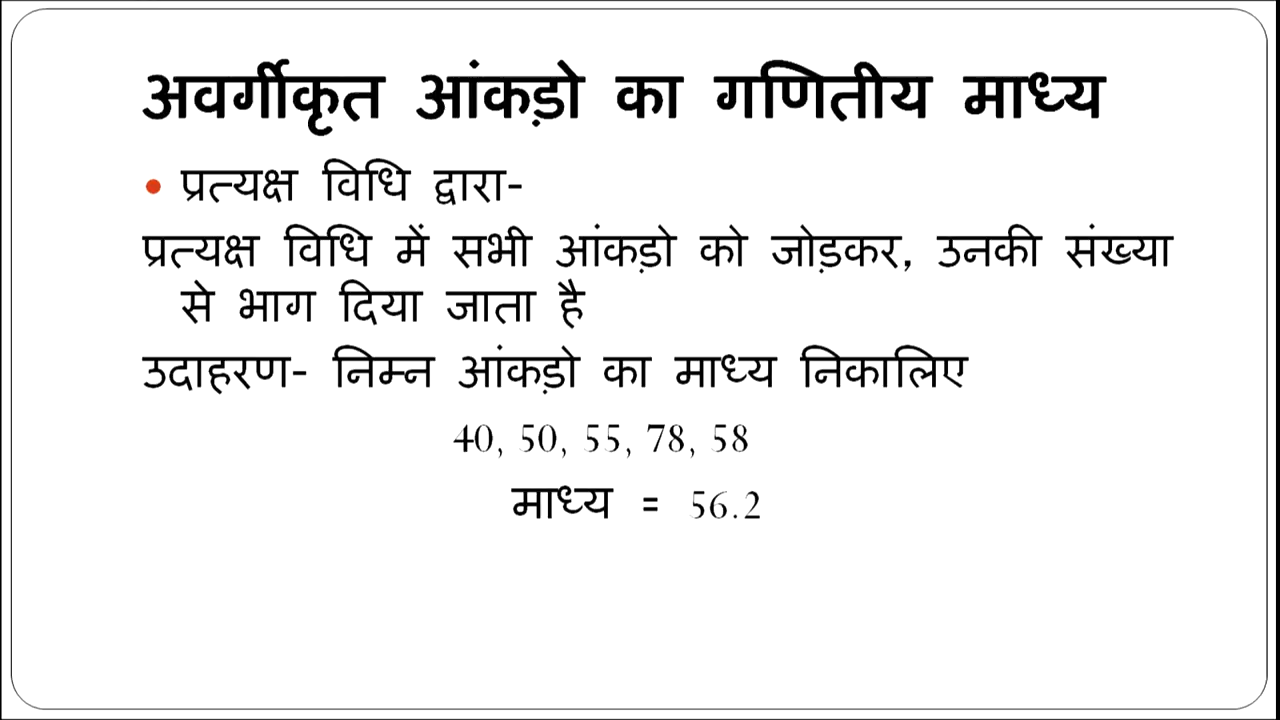 अवर्गीकृत आंकड़ो का गणितीय माध्य
• प्रत्यक्ष विधि द्वारा-
प्रत्यक्ष विधि में सभी आंकड़ो को जोड़कर, उनकी संख्या
से भाग दिया जाता है
उदाहरण- निम्न आंकड़ो का माध्य निकालिए
40, 50, 55, 78, 58
माध्य = 56.2